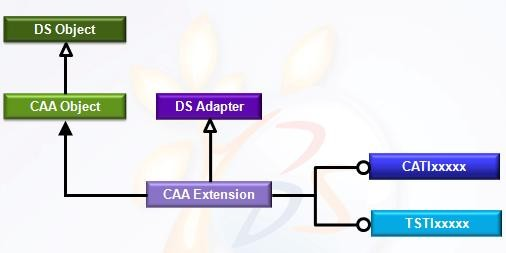 DS Object
CAA Object
DS Adapter
CAA Extension
CATIxxxxx
TSTIxxxxx